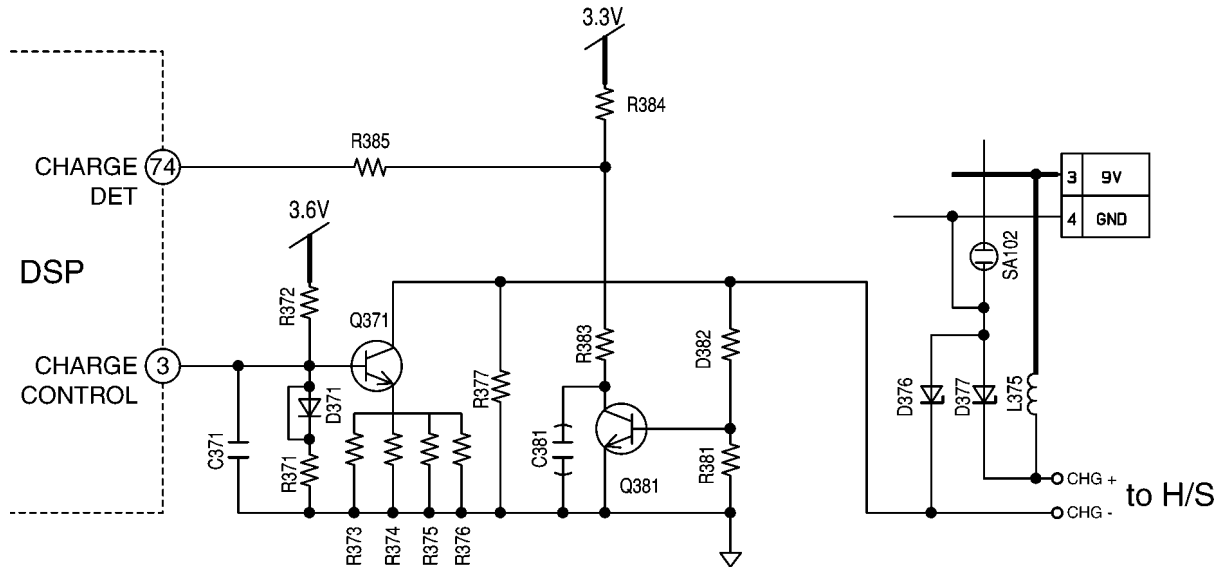 3.3V
R384
R385
CHARGE
DET
74
3.6V
3 9V
4 GND
SA102
DSP
R372
Q371
R383
D382
CHARGE
CONTROL
3
D371
R377
D376
D377
L375
C371
R371
C381
Q381
R381
CHG +
CHG -
to H/S
R373
R374
R375
R376